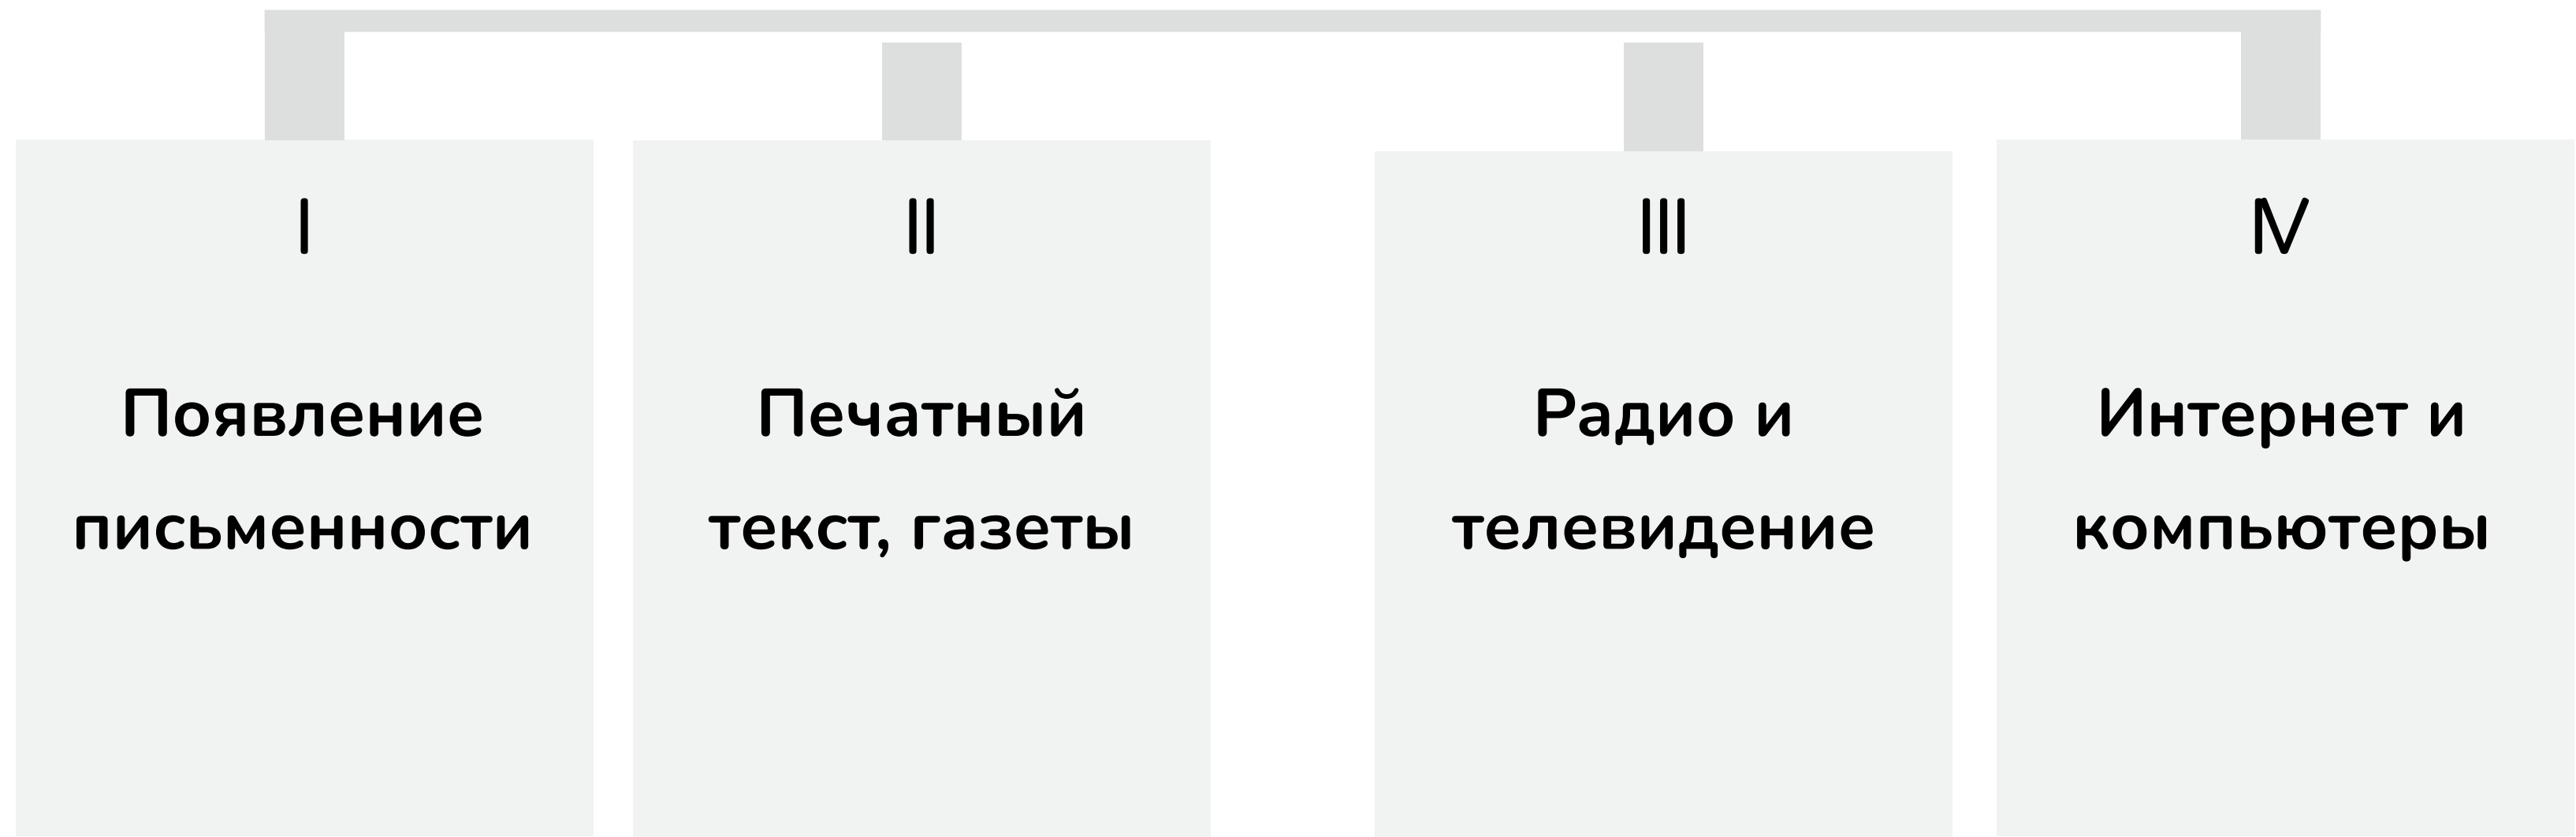 I
Появление
письменности
II
Печатный
текст, газеты
III
Радио и
телевидение
IV
Интернет и
компьютеры